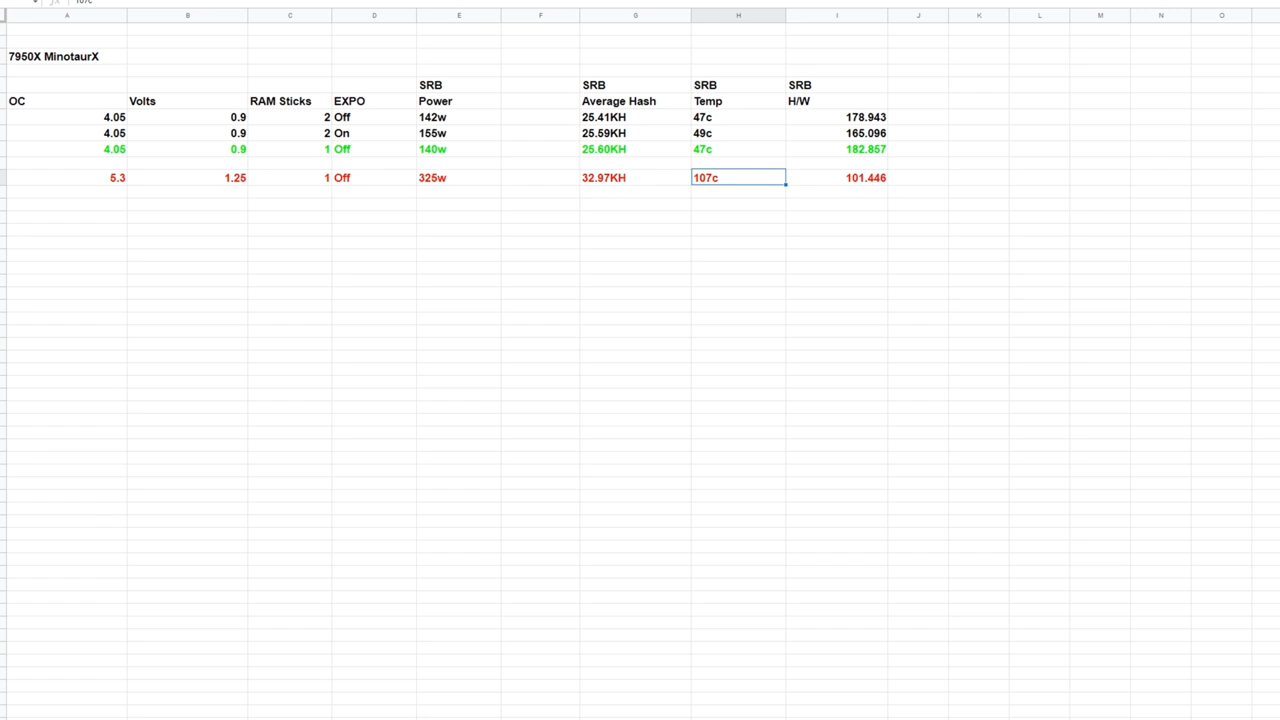 107c
A B C D E F G H I J K L M N O
7950X MinotaurX
SRB SRB SRB SRB
OC Volts RAM Sticks EXPO Power Average Hash Temp H/W
4.05 0.9 2 Off 142w 25.41KH 47c 178.943
4.05 0.9 2 On 155w 25.59KH 49c 165.096
4.05 0.9 1 Off 140w 25.60KH 47c 182.857
5.3 1.25 1 Off 325w 32.97KH 107c 101.446